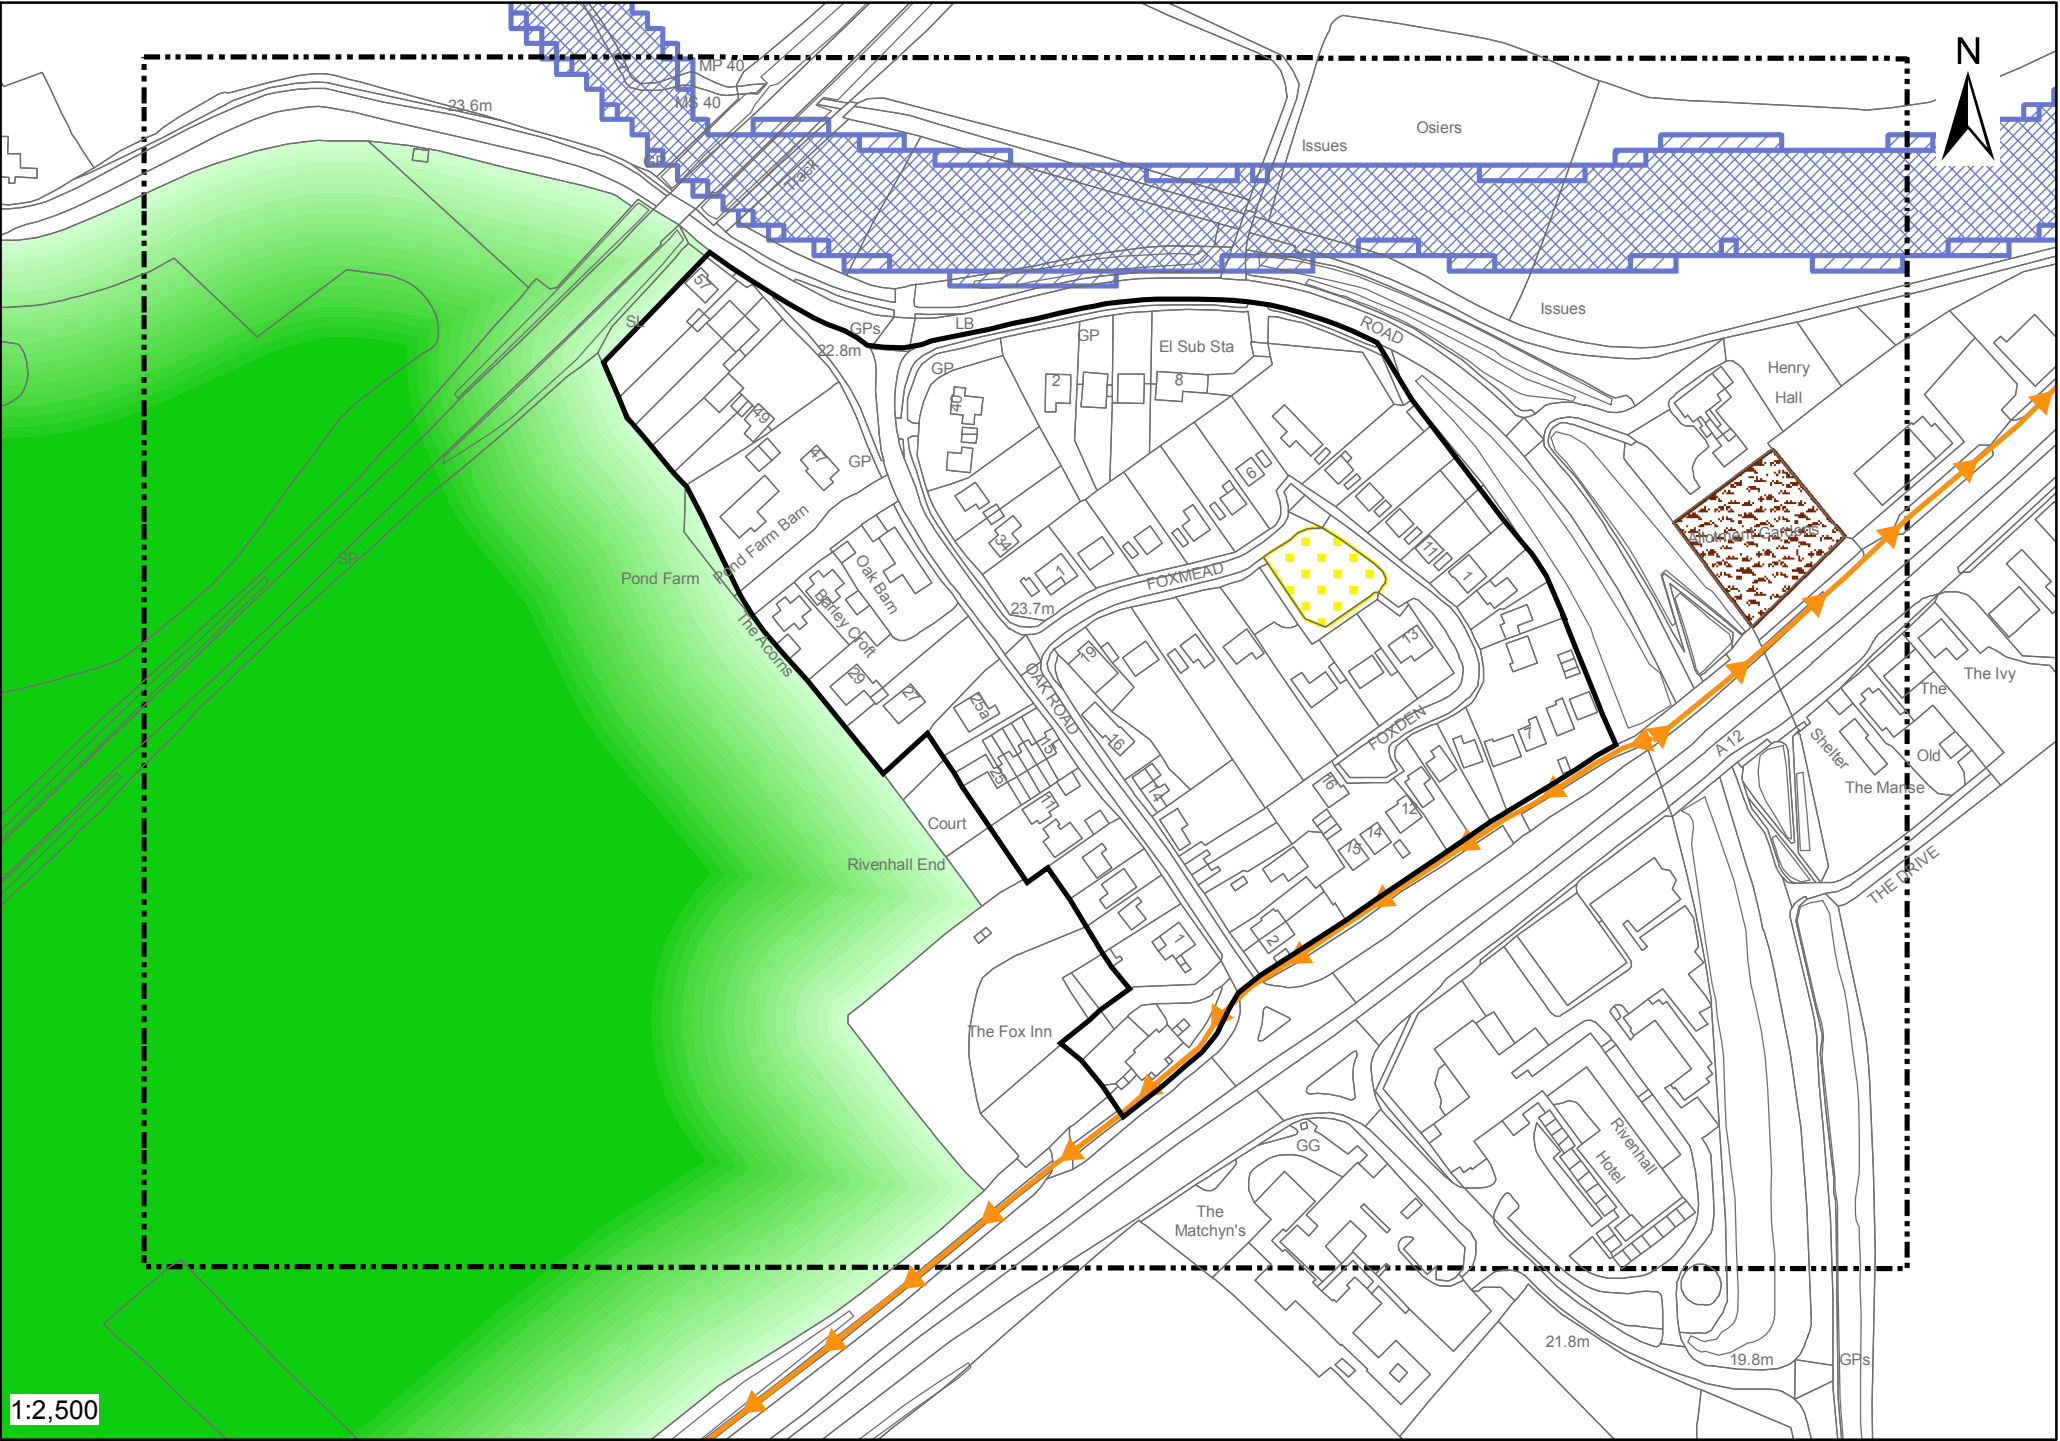 N
MP 40
MS 40
23.6m
Osiers
Issues
GP
Track
57
Issues
SL
GPs
LB
ROAD
22.8m
GP
El Sub Sta
GP
Henry
Hall
2
8
40
49
47
GP
6
34
Allotment Gardens
11
SP
Pond Farm
Pond Farm Barn
Oak Barn
1
FOXMEAD
1
Barley Croft
23.7m
The Acorns
13
19
29
27
OAK ROAD
25a
The Ivy
The
16
15
FOXDEN
7
A 12
Shelter
Old
25
The Manse
14
16
11
12
Court
14
15
Rivenhall End
THE DRIVE
1
2
The Fox Inn
GG
Rivenhall
Hotel
The
Matchyn's
21.8m
19.8m
GPs
1:2,500